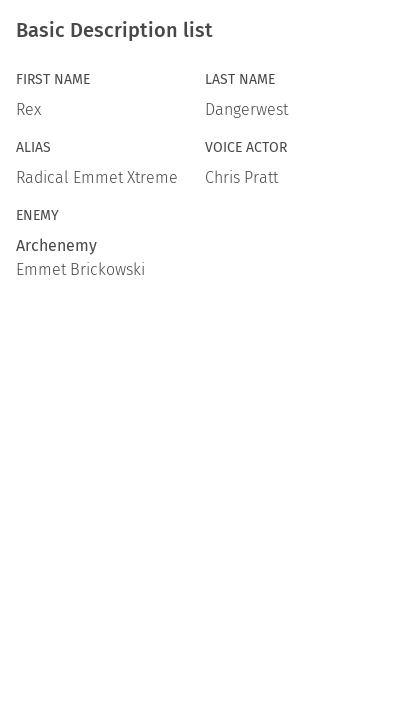 Basic Description list
FIRST NAME
Rex
LAST NAME
Dangerwest
ALIAS
Radical Emmet Xtreme
VOICE ACTOR
Chris Pratt
ENEMY
Archenemy
Emmet Brickowski